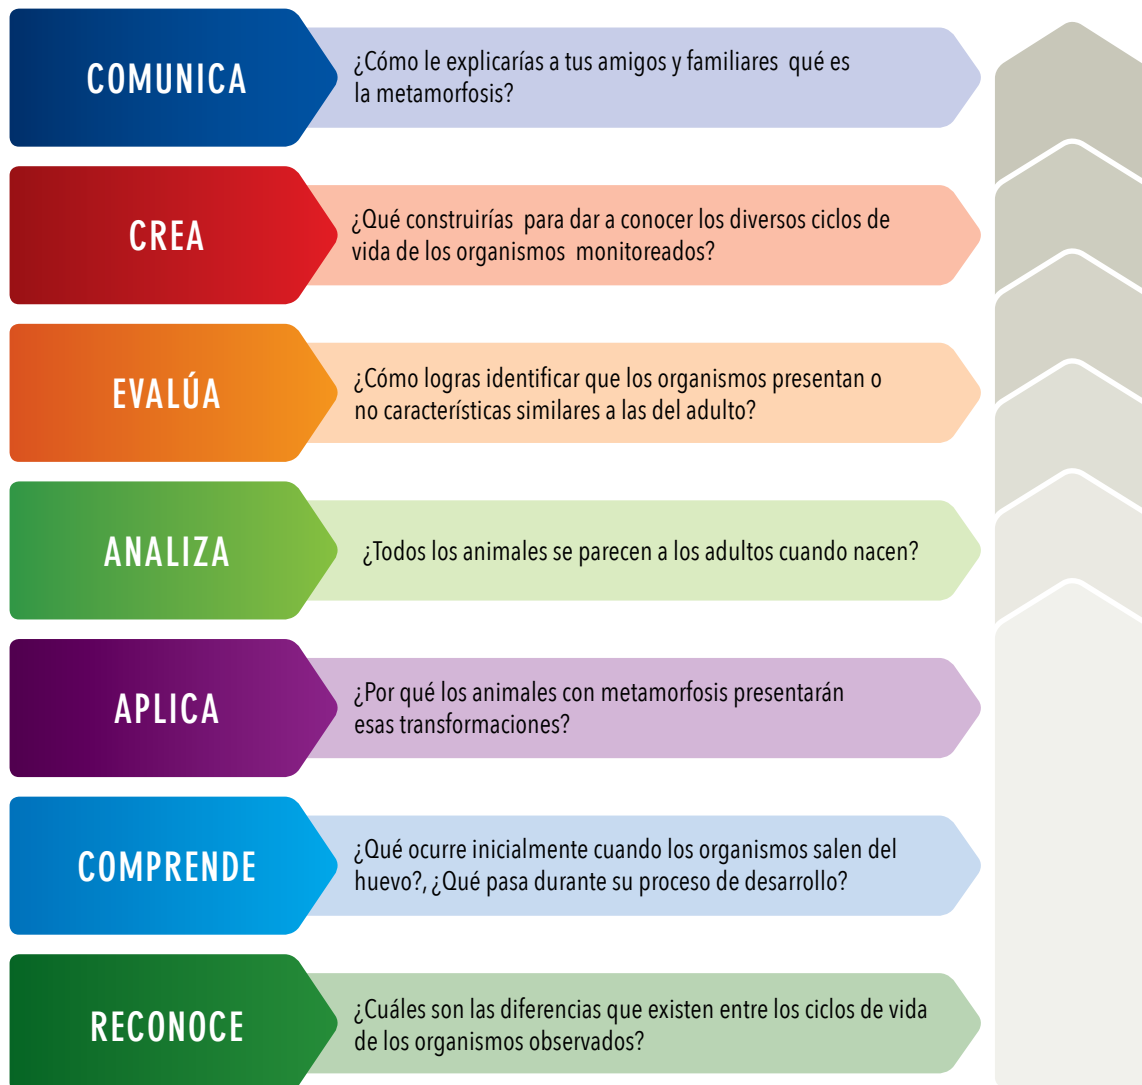 COMUNICA
¿Cómo le explicarías a tus amigos y familiares qué es
la metamorfosis?
CREA
¿Qué construirías para dar a conocer los diversos ciclos de
vida de los organismos monitoreados?
EVALÚA
¿Cómo logras identificar que los organismos presentan o
no características similares a las del adulto?
ANALIZA
¿Todos los animales se parecen a los adultos cuando nacen?
APLICA
¿Por qué los animales con metamorfosis presentarán
esas transformaciones?
COMPRENDE
¿Qué ocurre inicialmente cuando los organismos salen del
huevo?, ¿Qué pasa durante su proceso de desarrollo?
RECONOCE
¿Cuáles son las diferencias que existen entre los ciclos de vida
de los organismos observados?